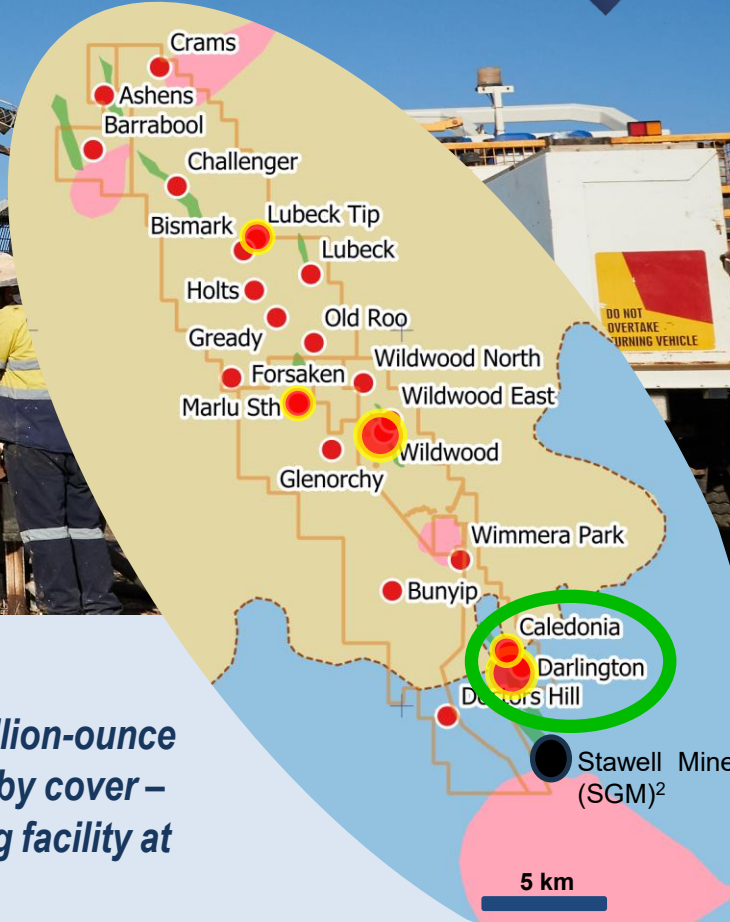 Crams
Ashens
Barrabool
Challenger
Lubeck Tip
Bismark
Lubeck
Holts
Old Roo
Gready
Wildwood North
Forsaken
Wildwood East
Marlu Sth
Wildwood
Glenorchy
Wimmera Park
Bunyip
Caledonia
Darlington
Doctors Hill
Stawell Mine
(SGM)2
5 km
DO NOT
OVERTAKE
TURNING VEHICLE
llion-ounce
by cover –
g facility at